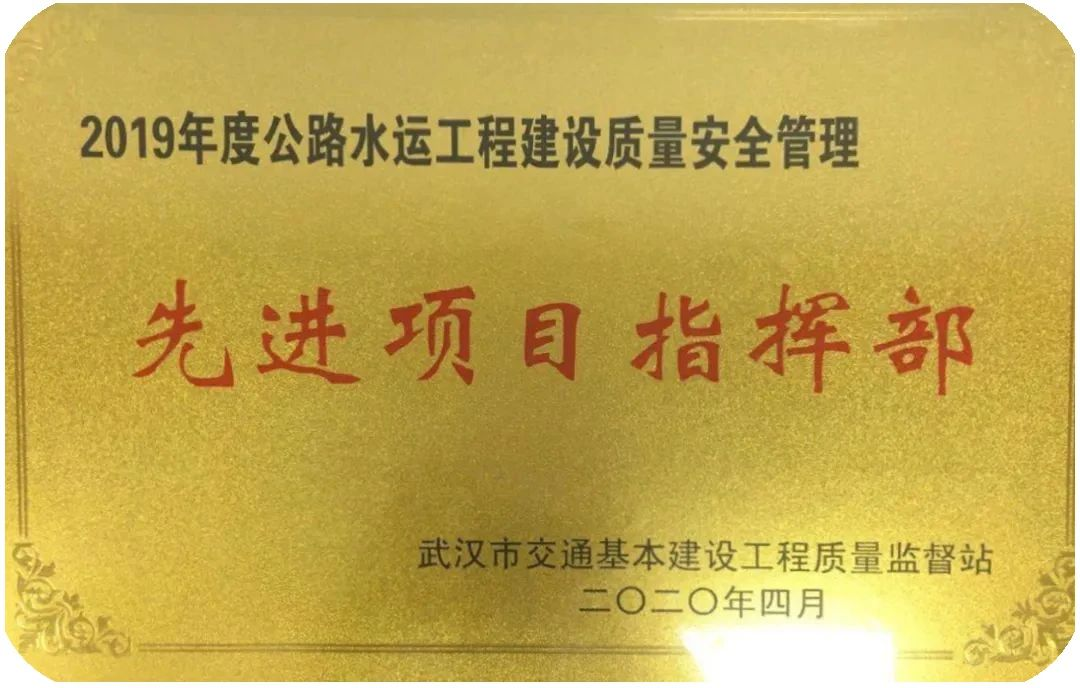 2019年度公路水运工程建设质量安全管理
先进项目指挥部
武汉市交通基本建设工程质量监督站
二〇二〇年四月